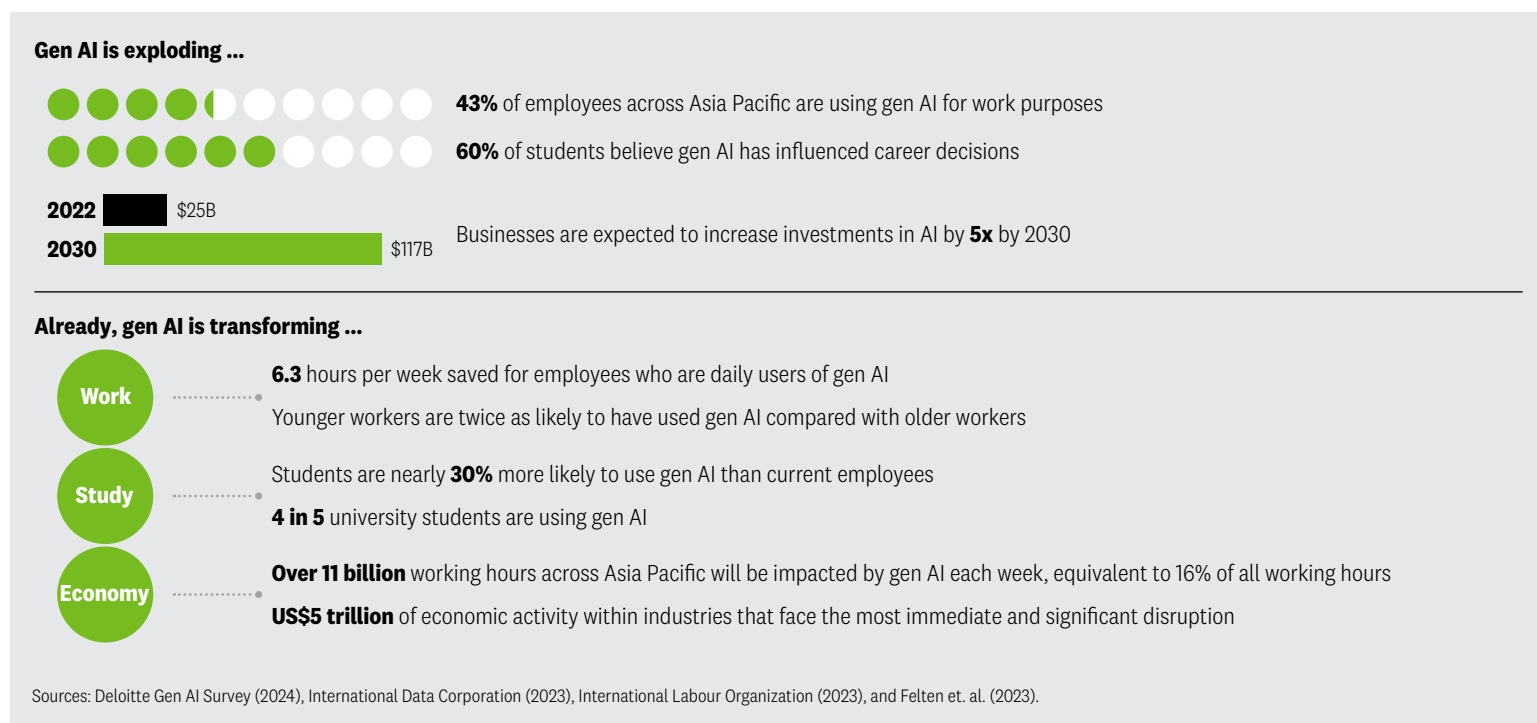 Gen AI is exploding ...
43% of employees across Asia Pacific are using gen AI for work purposes
60% of students believe gen AI has influenced career decisions
2022 $25B
2030 $117B
Businesses are expected to increase investments in AI by 5x by 2030
Already, gen AI is transforming ...
Work
6.3 hours per week saved for employees who are daily users of gen AI
Younger workers are twice as likely to have used gen AI compared with older workers
Study
Students are nearly 30% more likely to use gen AI than current employees
4 in 5 university students are using gen AI
Economy
Over 11 billion working hours across Asia Pacific will be impacted by gen AI each week, equivalent to 16% of all working hours
US$5 trillion of economic activity within industries that face the most immediate and significant disruption
Sources: Deloitte Gen AI Survey (2024), International Data Corporation (2023), International Labour Organization (2023), and Felten et. al. (2023).